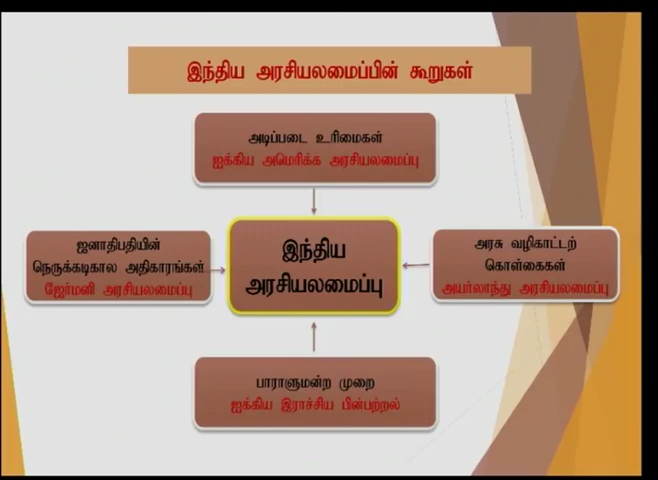 இந்திய அரசியலமைப்பின் கூறுகள்
அடிப்படை உரிமைகள்
ஐக்கிய அமெரிக்க அரசியலமைப்பு
ஜனாதிபதியின்
நெருக்கடிகால அதிகாரங்கள்
ஜேர்மனி அரசியலமைப்பு
இந்திய
அரசியலமைப்பு
அரசு வழிகாட்டற்
கொள்கைகள்
அயர்லாந்து அரசியலமைப்பு
பாராளுமன்ற முறை
ஐக்கிய இராச்சிய பின்பற்றல்